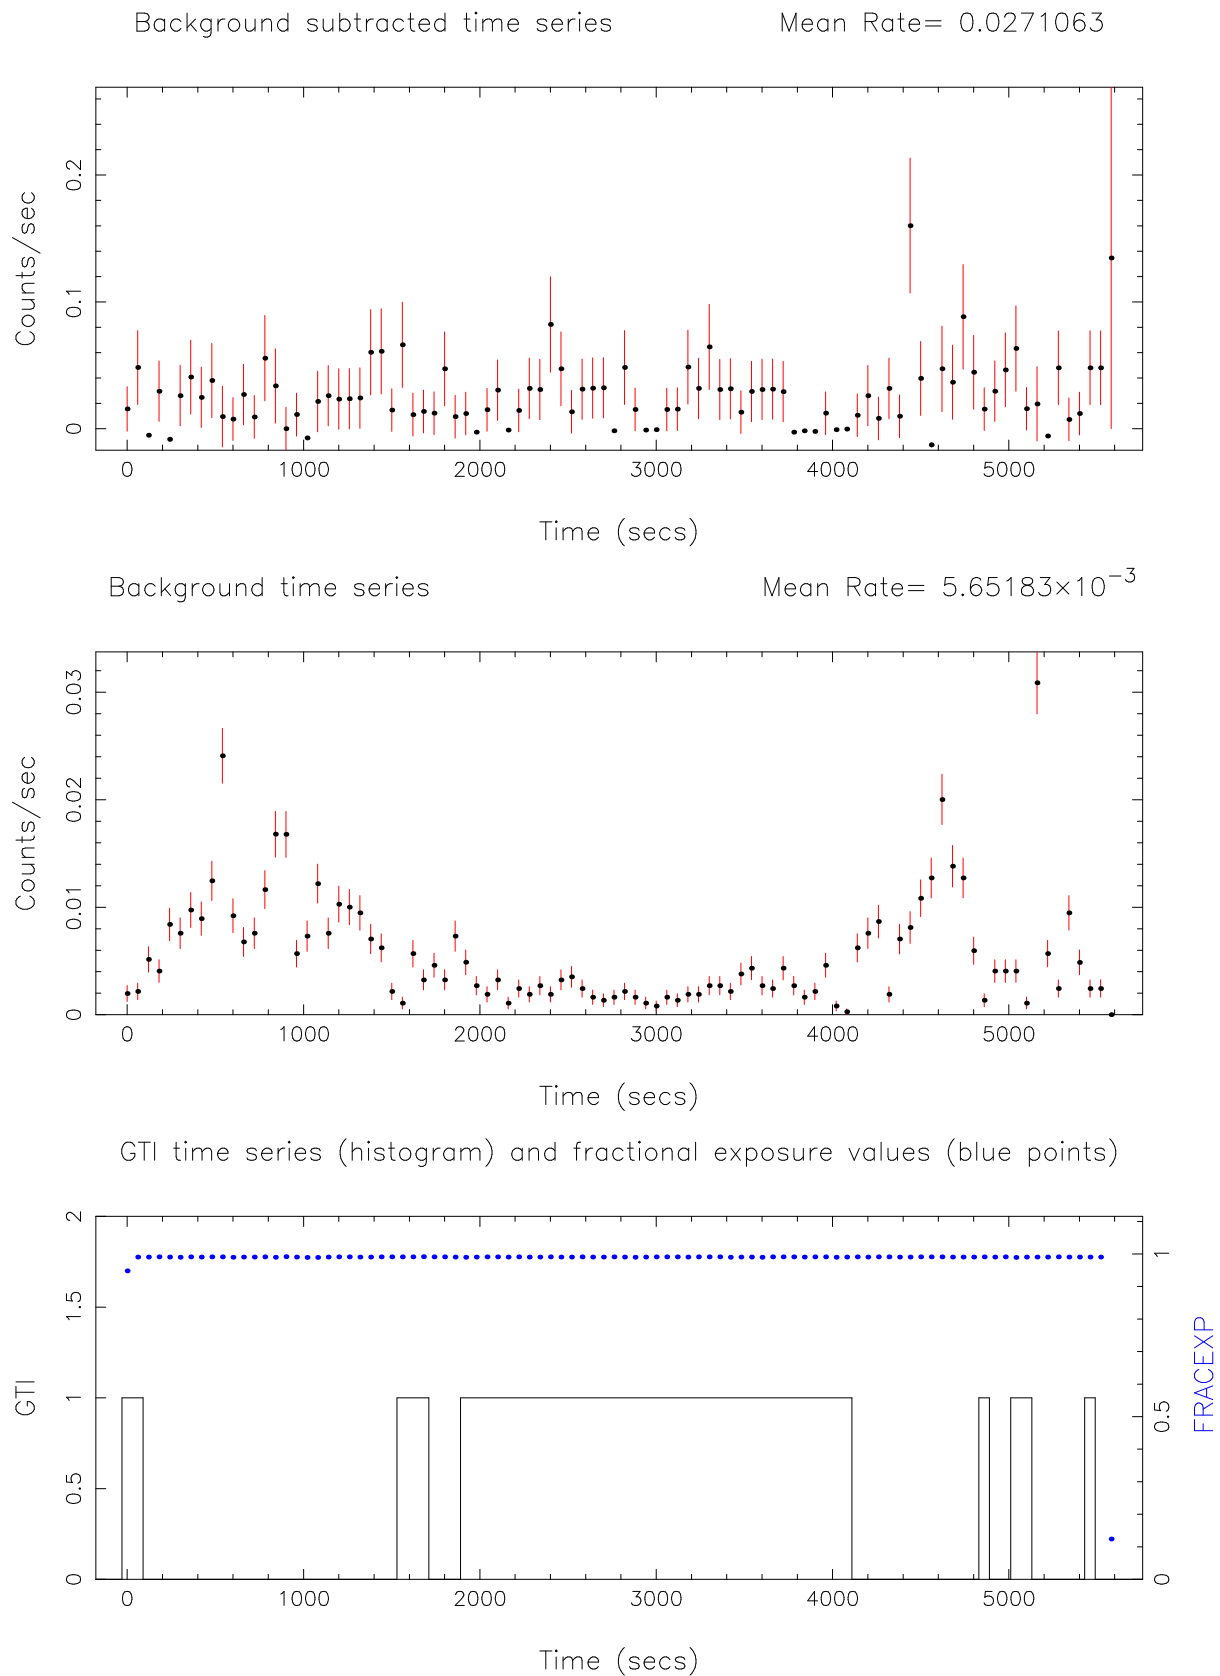 Background subtracted time series Mean Rate= 0.0271063
Counts/sec
0 0.1 0.2
0 1000 2000 3000 4000 5000
Time (secs)
Background time series Mean Rate= 5.65183×10⁻³
Counts/sec
0 0.01 0.02 0.03
0 1000 2000 3000 4000 5000
Time (secs)
GTI time series (histogram) and fractional exposure values (blue points)
GTI
0 0.5 1 1.5 2
0 1000 2000 3000 4000 5000
0 0.5 1
FRACEXP
Time (secs)